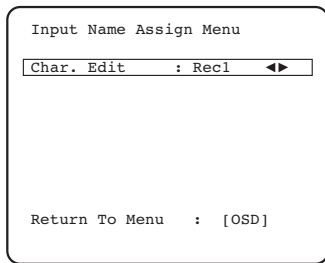 Input Name Assign Menu
Char. Edit : Rec1 ◄►
Return To Menu : [OSD]